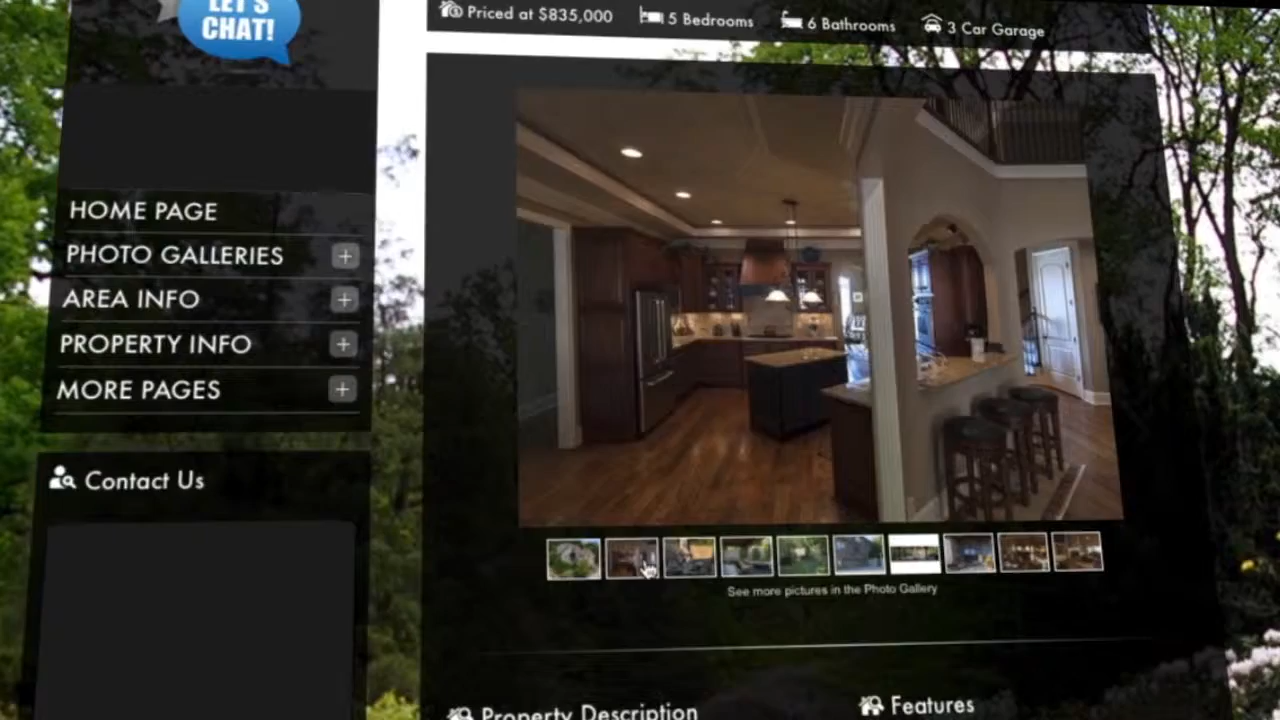 LET'S
CHAT!
Priced at $835,000
5 Bedrooms
6 Bathrooms
3 Car Garage
HOME PAGE
PHOTO GALLERIES
AREA INFO
PROPERTY INFO
MORE PAGES
Contact Us
See more pictures in the Photo Gallery
Property Description
Features